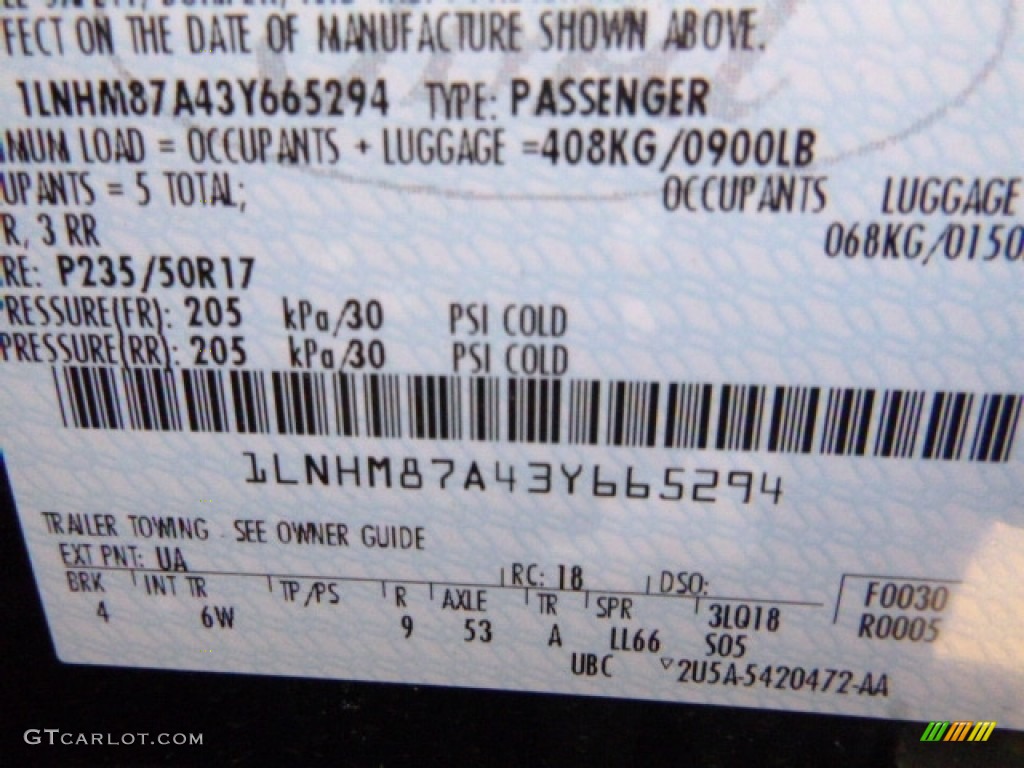 FECT ON THE DATE OF MANUFACTURE SHOWN ABOVE.
1LNHM87A43Y665294 TYPE: PASSENGER
MUM LOAD = OCCUPANTS + LUGGAGE =408KG/0900LB
UPANTS = 5 TOTAL; OCCUPANTS LUGGAGE
R, 3 RR 068KG/0150
RE: P235/50R17
PRESSURE(FR): 205 kPa/30 PSI COLD
PRESSURE(RR): 205 kPa/30 PSI COLD
1LNHM87A43Y665294
TRAILER TOWING - SEE OWNER GUIDE
EXT PNT: UA RC: 18 DSO: F0030
BRK INT TR TP/PS R AXLE TR SPR 3LQ18 R0005
4 6W 9 53 A LL66 S05
UBC ▽2U5A-5420472-AA
GTCARLOT.COM